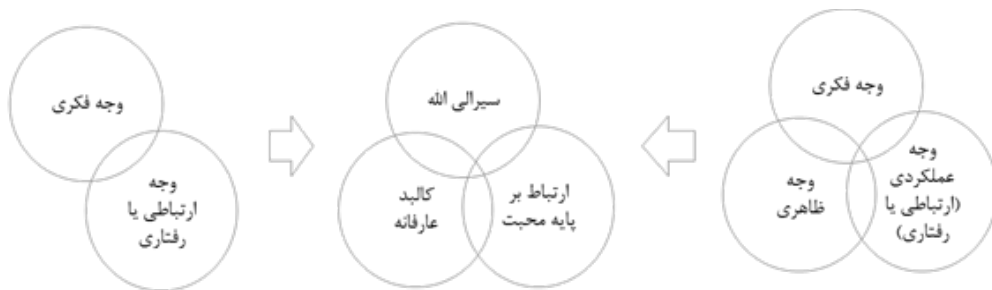 وجه فکری
وجه
عملکردی
(ارتباطی یا
رفتاری)
وجه
ظاهری
سیرالی الله
ارتباط بر
پایه محبت
کالبد
عارفانه
وجه فکری
وجه
ارتباطی یا
رفتاری